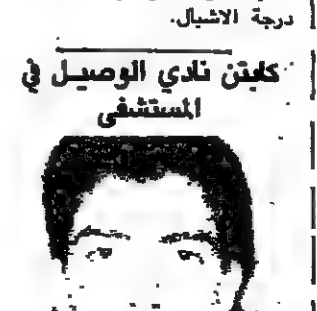 درجة الاشبال.
كابتن نادي الوصيل في
المستشفى